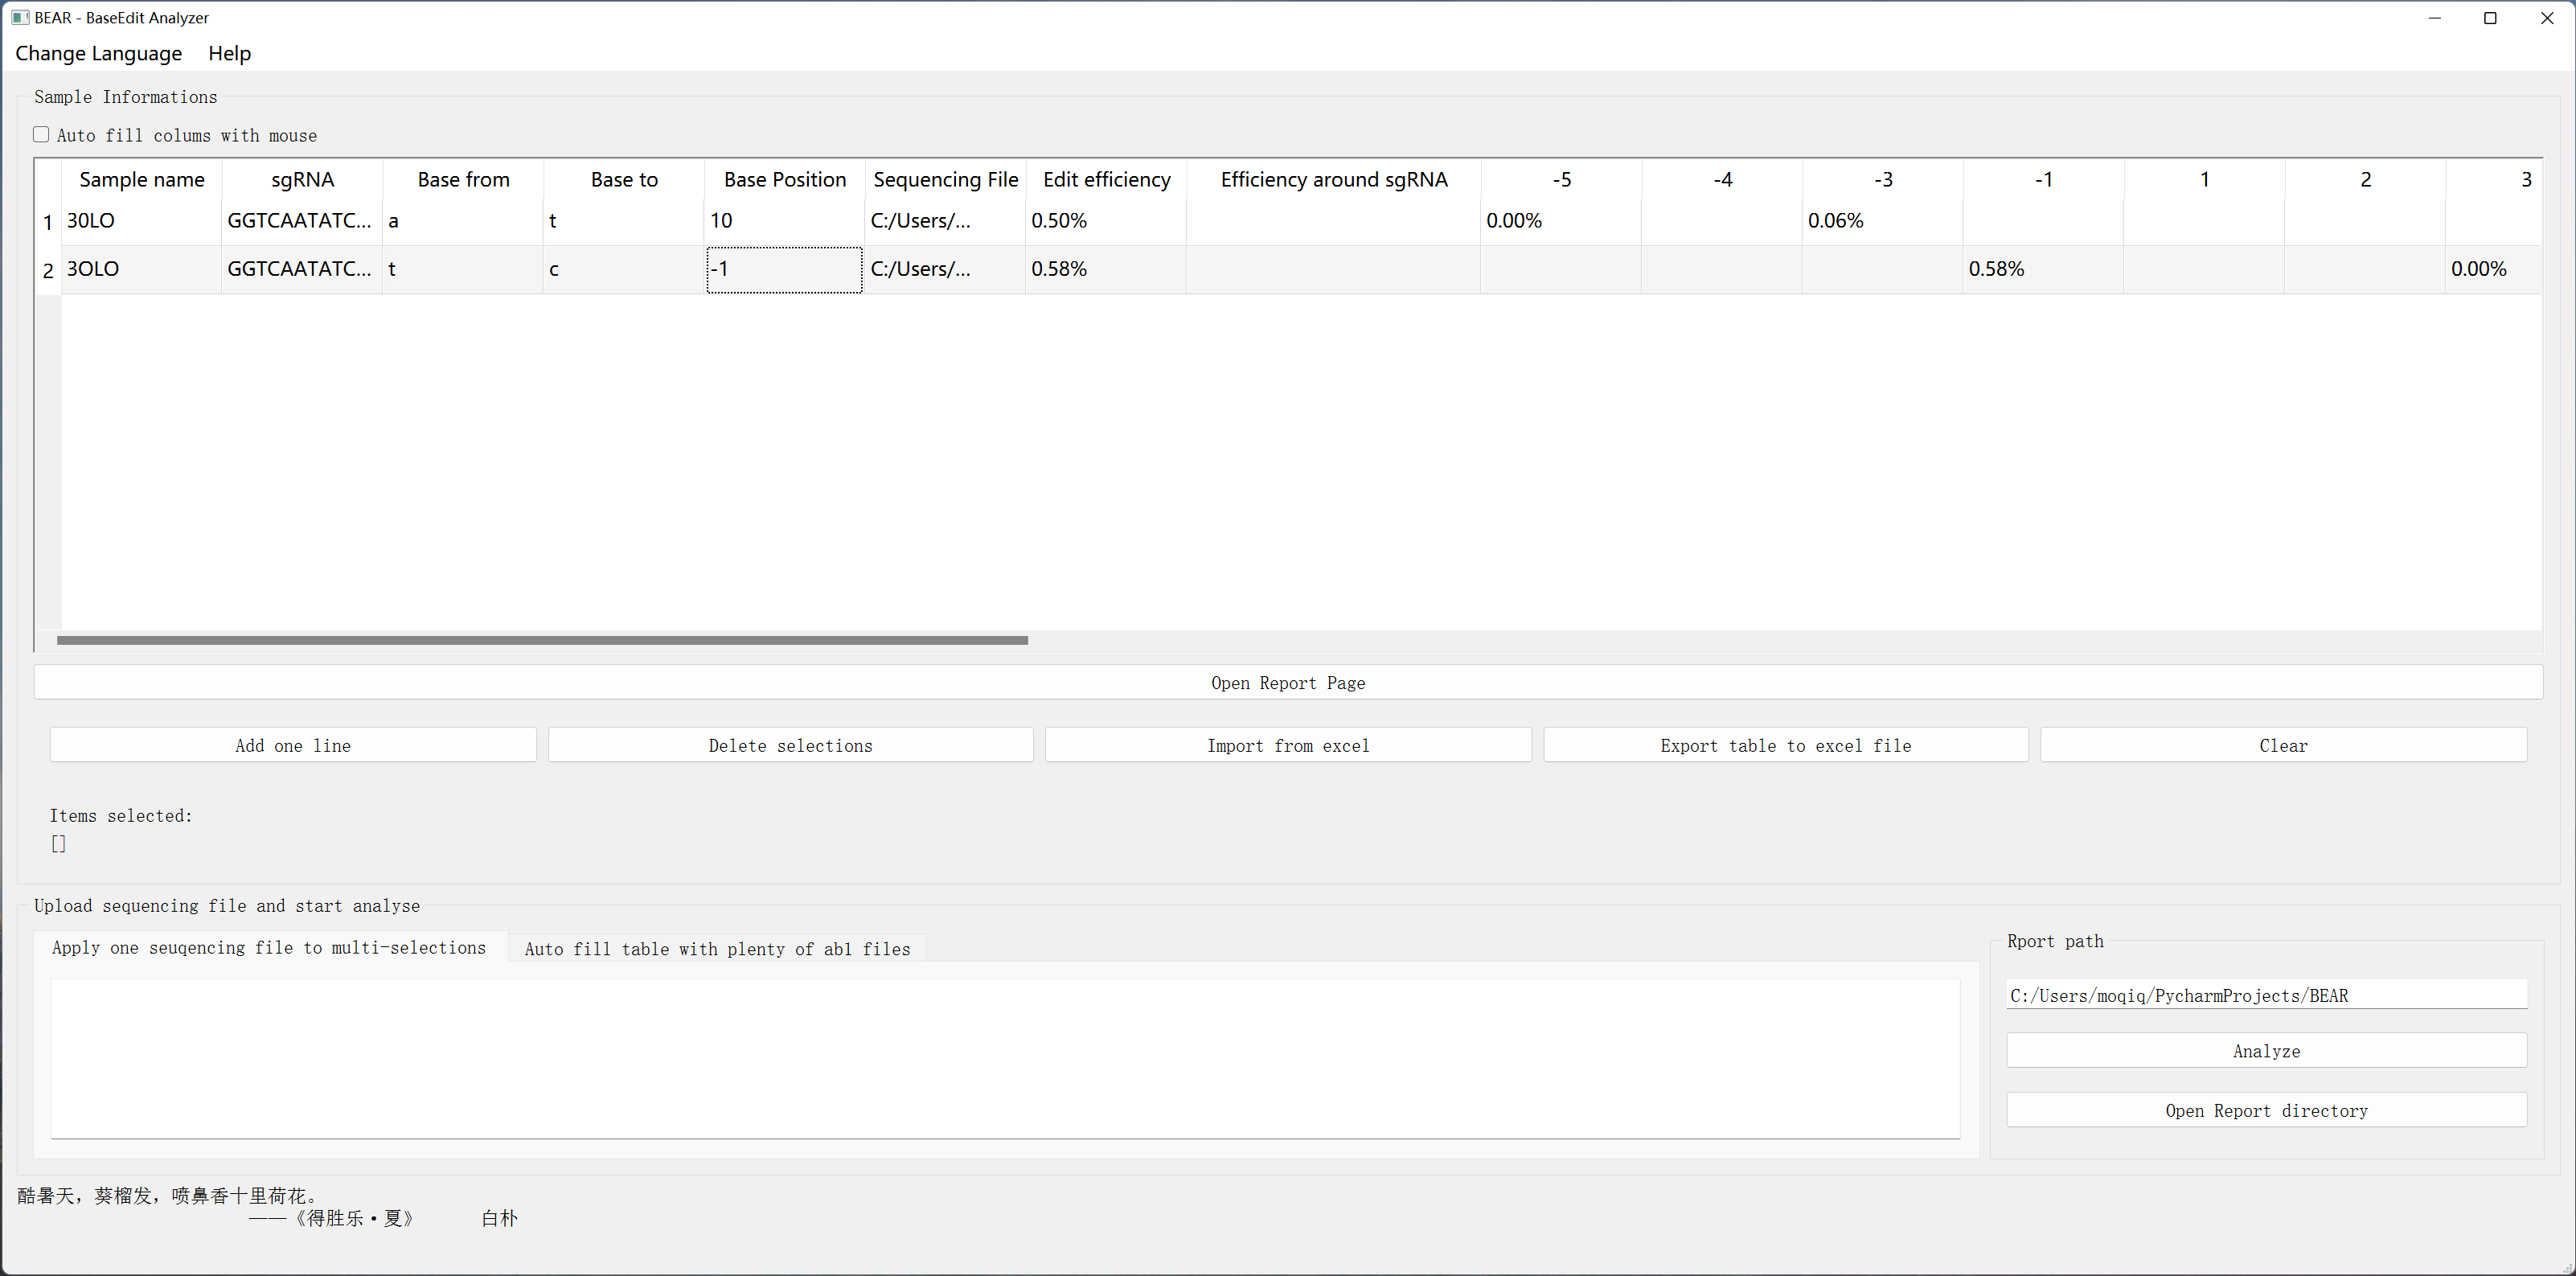 BEAR - BaseEdit Analyzer
Change Language Help
Sample Informations
Auto fill colums with mouse
Sample name sgRNA Base from Base to Base Position Sequencing File Edit efficiency Efficiency around sgRNA -5 -4 -3 -1 1 2 3
1 30LO GGTCAATATC... a t 10 C:/Users/... 0.50% 0.00% 0.06%
2 3OLO GGTCAATATC... t c -1 C:/Users/... 0.58% 0.58% 0.00%
Open Report Page
Add one line Delete selections Import from excel Export table to excel file Clear
Items selected:
[]
Upload sequencing file and start analyse
Apply one seuqencing file to multi-selections Auto fill table with plenty of ab1 files
Rport path
C:/Users/moqiq/PycharmProjects/BEAR
Analyze
Open Report directory
酷暑天，葵榴发，喷鼻香十里荷花。
——《得胜乐·夏》 白朴